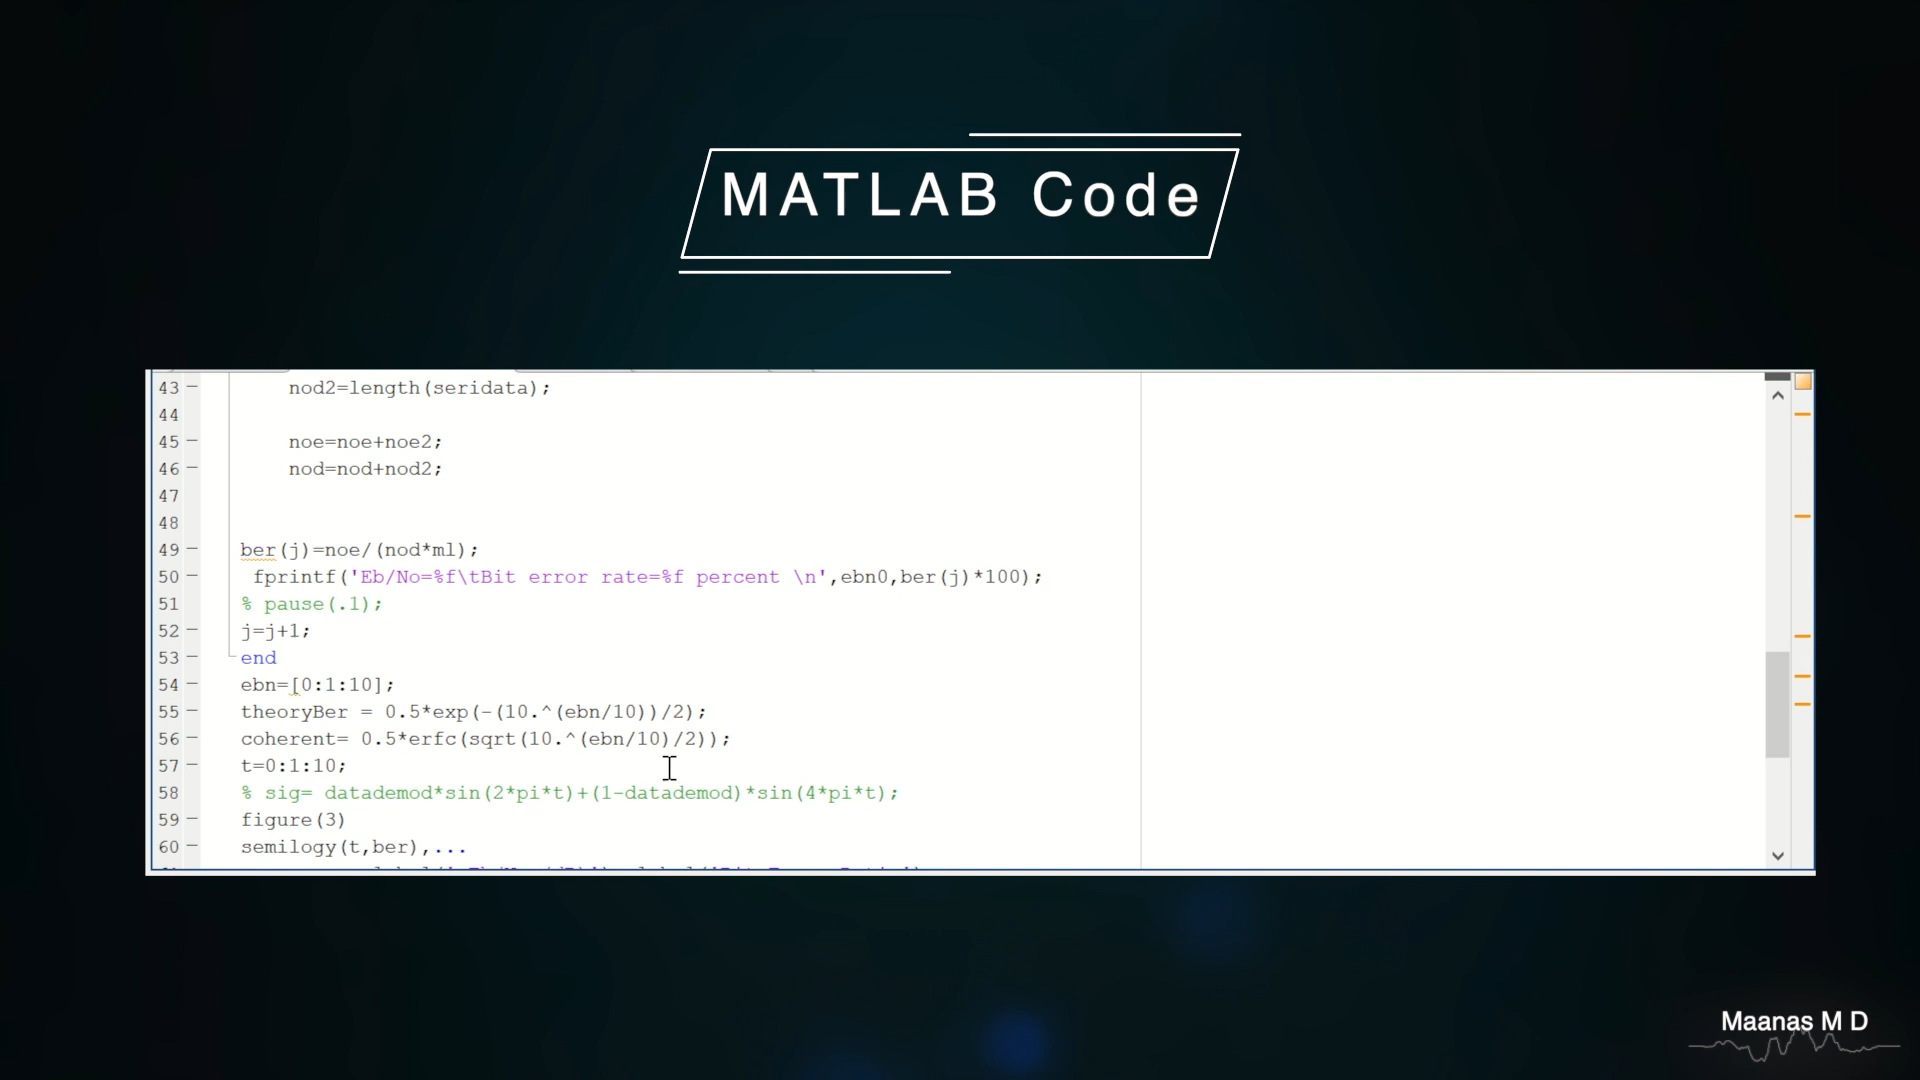 MATLAB Code
43 – nod2=length(seridata);
44
45 – noe=noe+noe2;
46 – nod=nod+nod2;
47
48
49 – ber(j)=noe/(nod*ml);
50 – fprintf('Eb/No=%f\tBit error rate=%f percent \n',ebn0,ber(j)*100);
51 % pause(.1);
52 – j=j+1;
53 – end
54 – ebn=[0:1:10];
55 – theoryBer = 0.5*exp(-(10.^(ebn/10))/2);
56 – coherent= 0.5*erfc(sqrt(10.^(ebn/10)/2));
57 – t=0:1:10;
58 % sig= datademod*sin(2*pi*t)+(1-datademod)*sin(4*pi*t);
59 – figure(3)
60 – semilogy(t,ber),...
Maanas M D